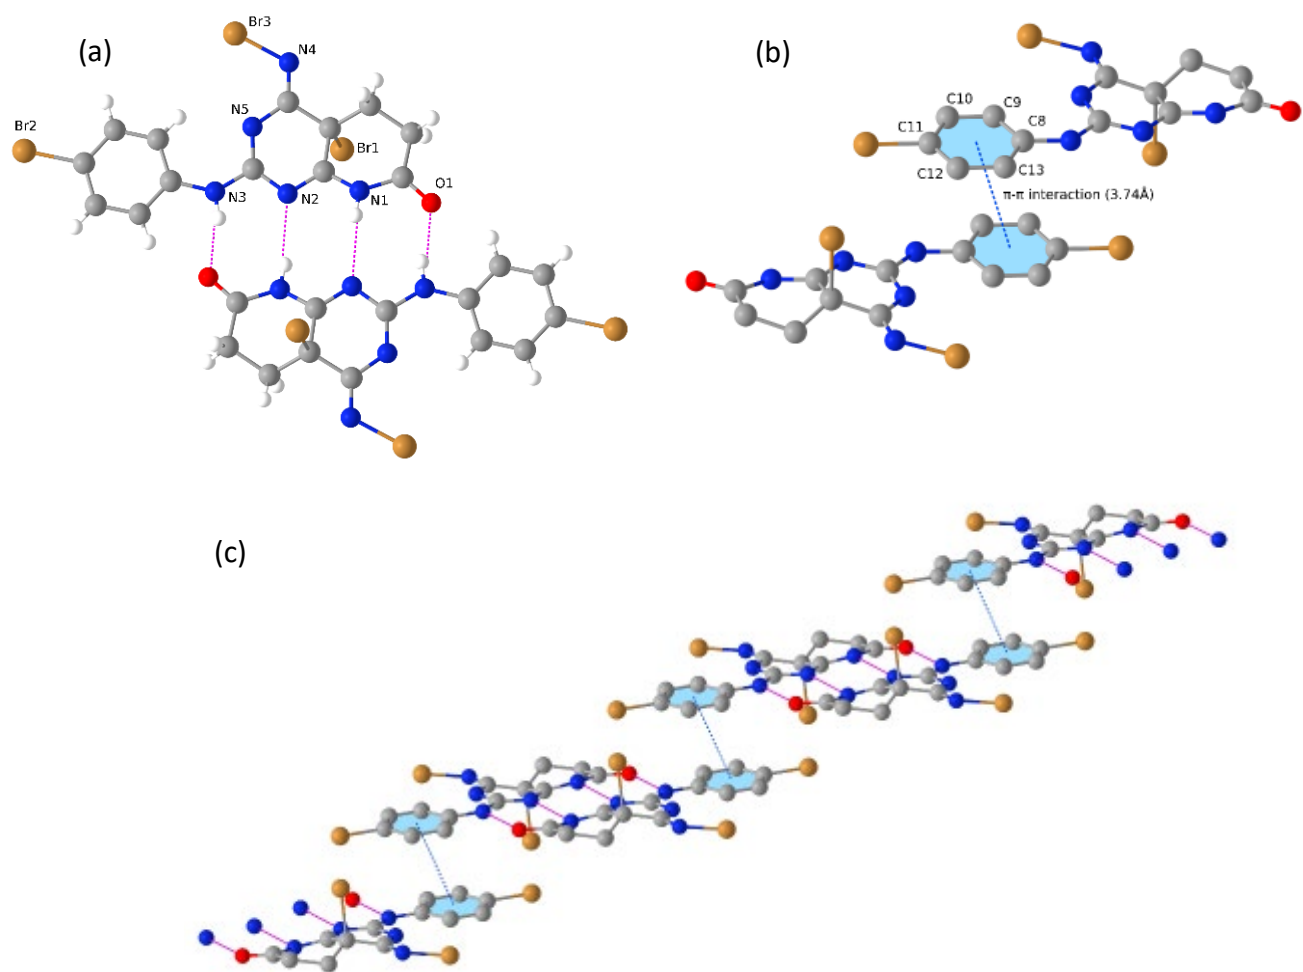 (a)
Br3
N4
N5
Br2
Br1
N3
N2
N1
O1
(b)
C10
C9
C11
C8
C12
C13
π-π interaction (3.74Å)
(c)